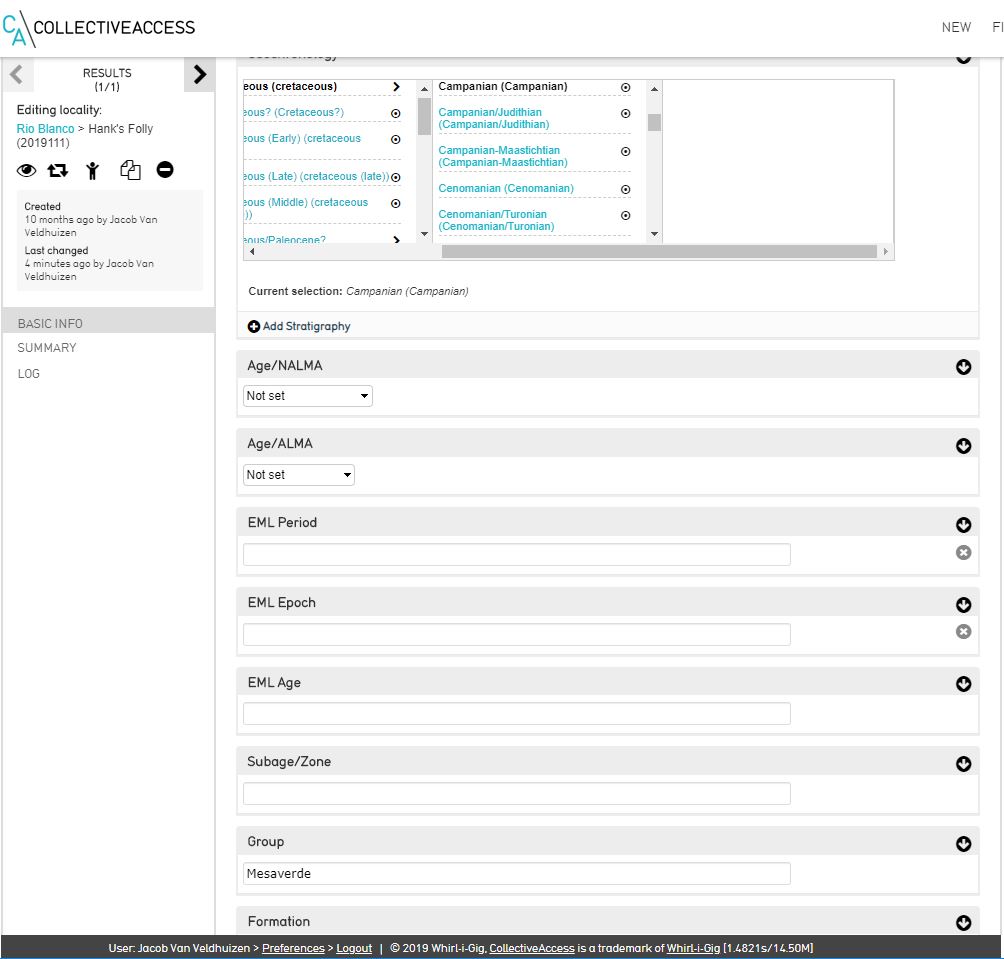 CA COLLECTIVEACCESS
NEW
FI
RESULTS
(1/1)
Editing locality:
Rio Blanco > Hank's Folly
(2019111)
Created
10 months ago by Jacob Van
Veldhuizen
Last changed
4 minutes ago by Jacob Van
Veldhuizen
BASIC INFO
SUMMARY
LOG
eous (cretaceous)
eous? (Cretaceous?)
eous (Early) (cretaceous
eous (Late) (cretaceous (late))
eous (Middle) (cretaceous
))
eous/Paleocene?
Campanian (Campanian)
Campanian/Judithian
(Campanian/Judithian)
Campanian-Maastichtian
(Campanian-Maastichtian)
Cenomanian (Cenomanian)
Cenomanian/Turonian
(Cenomanian/Turonian)
Current selection: Campanian (Campanian)
Add Stratigraphy
Age/NALMA
Not set
Age/ALMA
Not set
EML Period
EML Epoch
EML Age
Subage/Zone
Group
Mesaverde
Formation
User: Jacob Van Veldhuizen > Preferences > Logout | © 2019 Whirl-i-Gig, CollectiveAccess is a trademark of Whirl-i-Gig [1.4821s/14.50M]